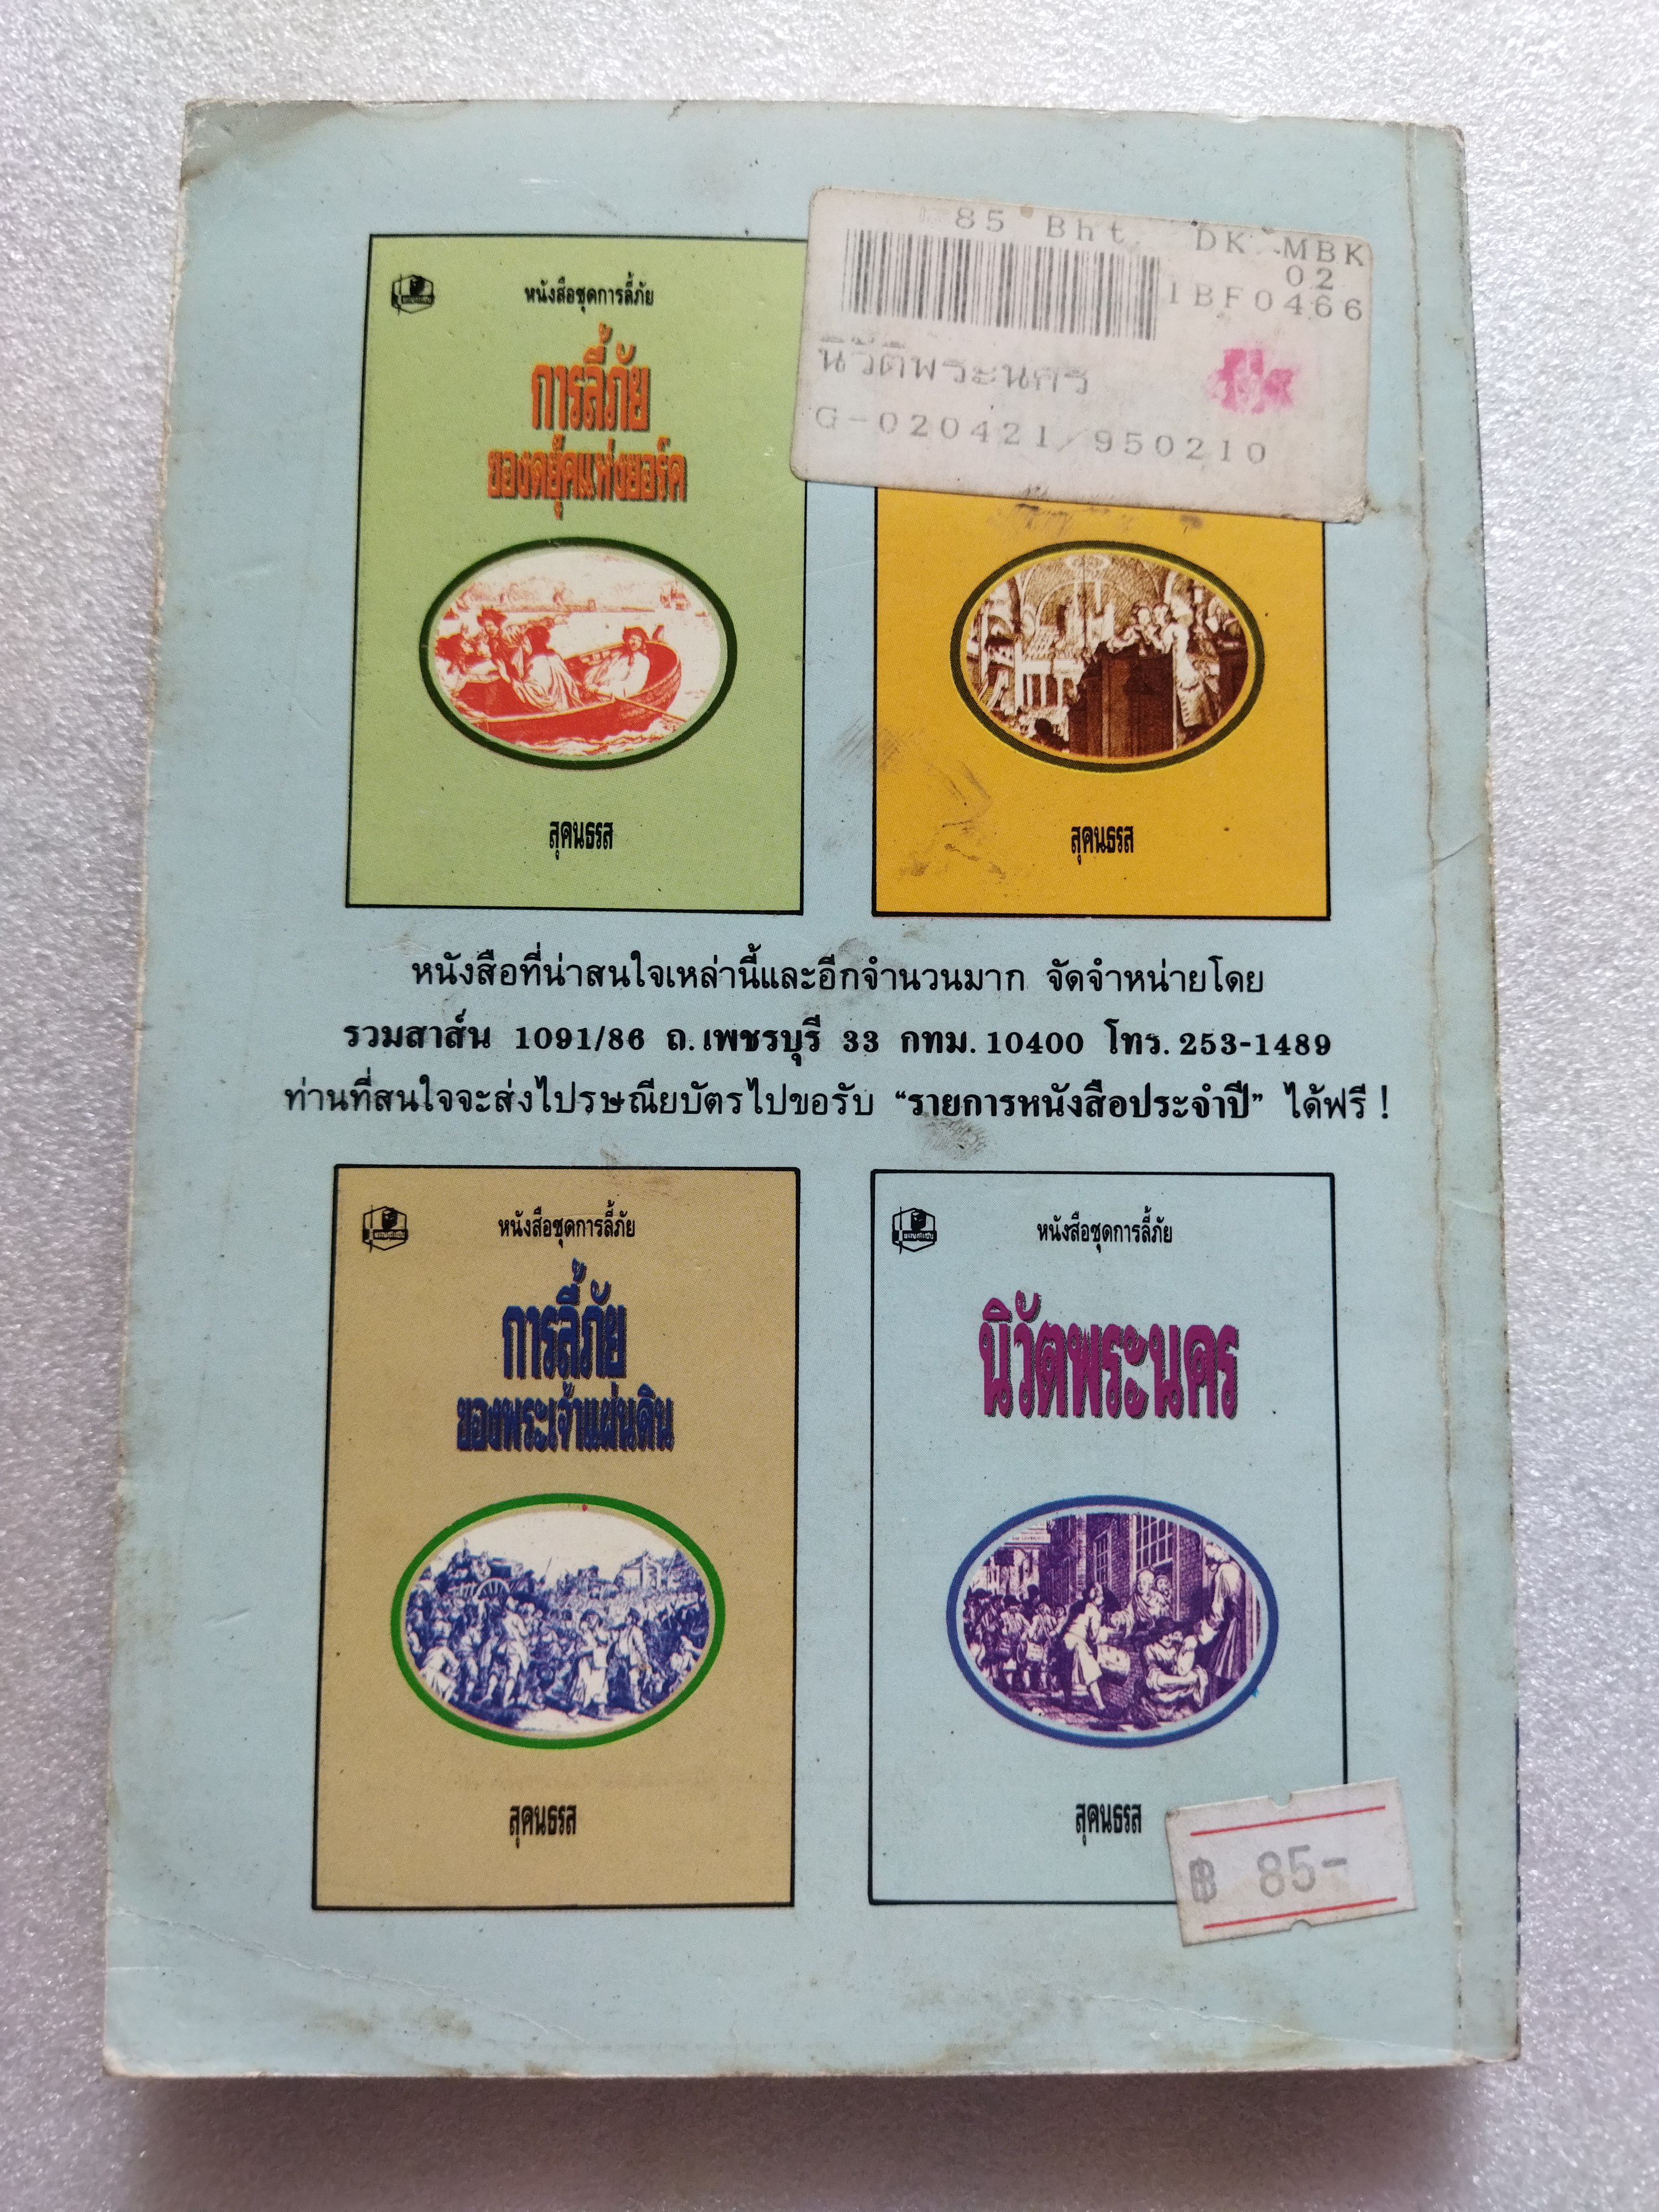 85 Bht DK MBK
02
1BF0466
นิวัติพระนคร
G-020421/950210
หนังสือชุดการลี้ภัย
การลี้ภัย
ของดยุ๊คแห่งยอร์ค
สุคนธรส
สุคนธรส
หนังสือที่น่าสนใจเหล่านี้และอีกจำนวนมาก จัดจำหน่ายโดย
รวมสาส์น 1091/86 ถ.เพชรบุรี 33 กทม. 10400 โทร. 253-1489
ท่านที่สนใจจะส่งไปรษณียบัตรไปขอรับ “รายการหนังสือประจำปี” ได้ฟรี !
หนังสือชุดการลี้ภัย
การลี้ภัย
ของพระเจ้าแผ่นดิน
สุคนธรส
หนังสือชุดการลี้ภัย
นิวัตพระนคร
สุคนธรส
฿ 85-